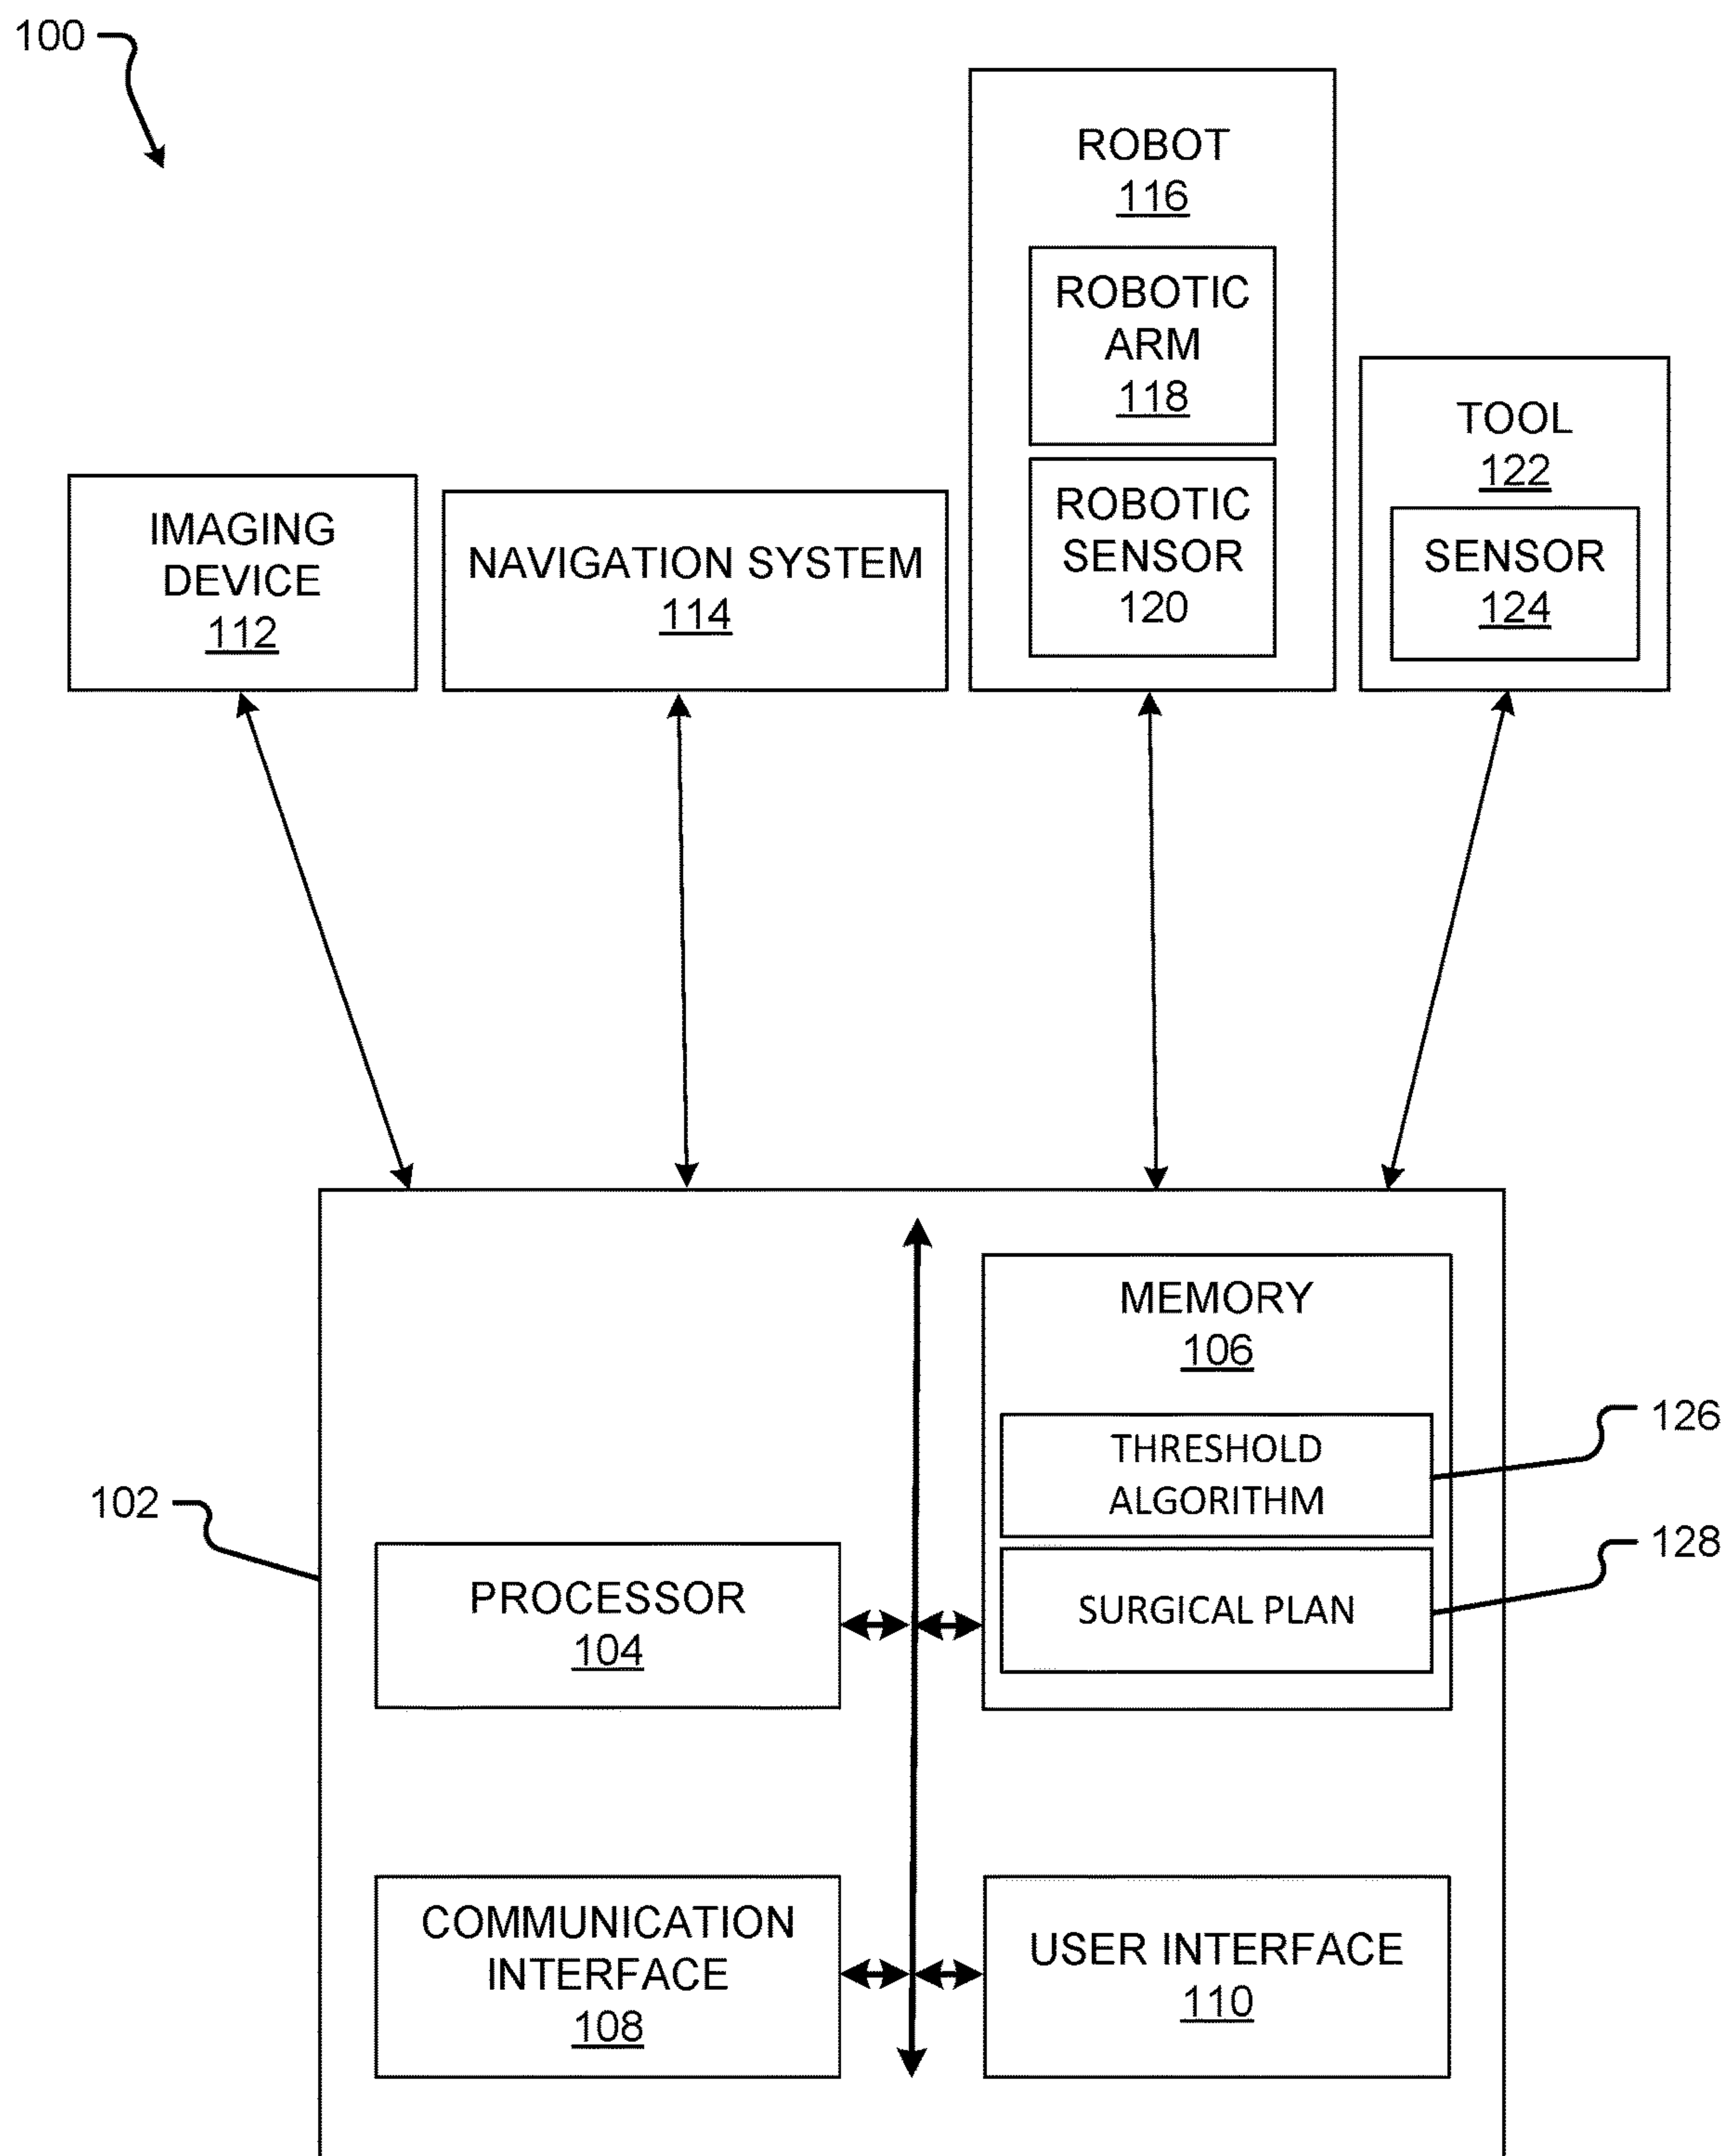 100
ROBOT
116
ROBOTIC
ARM
118
ROBOTIC
SENSOR
120
TOOL
122
SENSOR
124
IMAGING
DEVICE
112
NAVIGATION SYSTEM
114
MEMORY
106
THRESHOLD
ALGORITHM
126
SURGICAL PLAN
128
102
PROCESSOR
104
COMMUNICATION
INTERFACE
108
USER INTERFACE
110